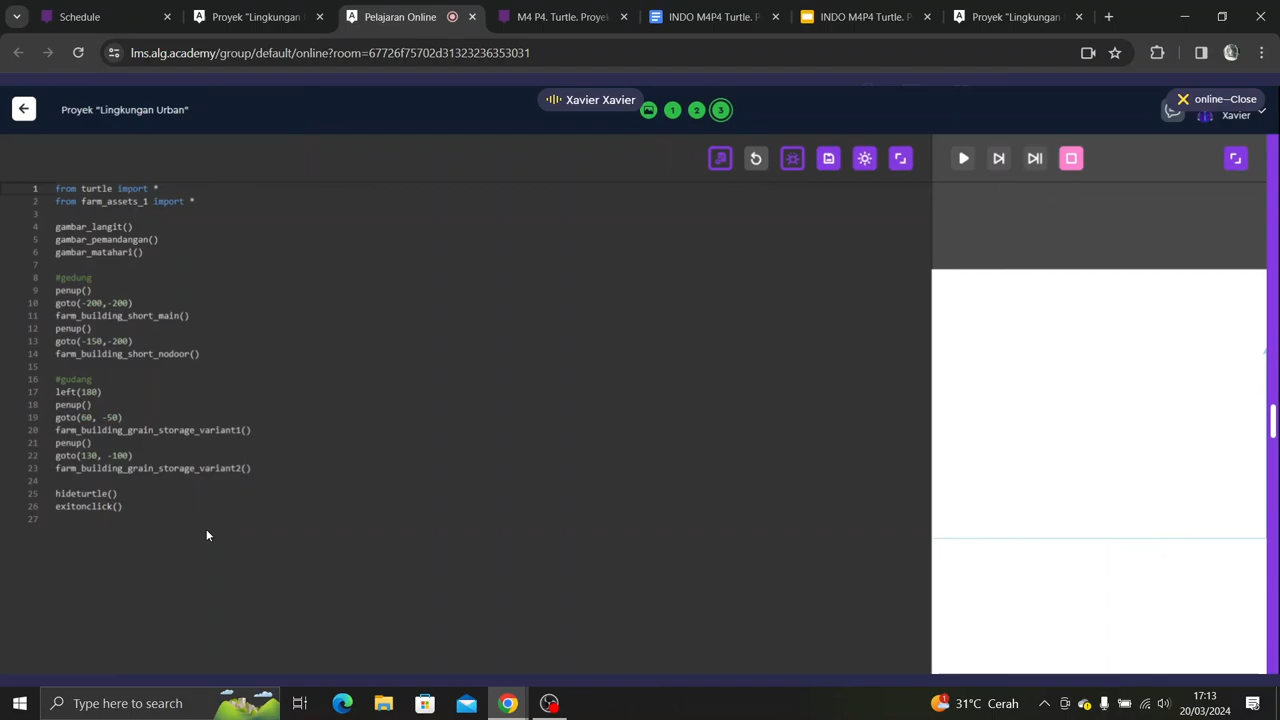 Schedule
Proyek "Lingkungan
Pelajaran Online
M4 P4. Turtle. Proye
INDO M4P4 Turtle. P
INDO M4P4 Turtle. P
Proyek "Lingkungan
lms.alg.academy/group/default/online?room=67726f75702d31323236353031
Proyek "Lingkungan Urban"
Xavier Xavier
1
2
3
online—Close
Xavier
1 from turtle import *
2 from farm_assets_1 import *
3
4 gambar_langit()
5 gambar_pemandangan()
6 gambar_matahari()
7
8 #gedung
9 penup()
10 goto(-200,-200)
11 farm_building_short_main()
12 penup()
13 goto(-150,-200)
14 farm_building_short_nodoor()
15
16 #gudang
17 left(180)
18 penup()
19 goto(60, -50)
20 farm_building_grain_storage_variant1()
21 penup()
22 goto(130, -100)
23 farm_building_grain_storage_variant2()
24
25 hideturtle()
26 exitonclick()
27
Type here to search
1
31°C Cerah
17:13
20/03/2024